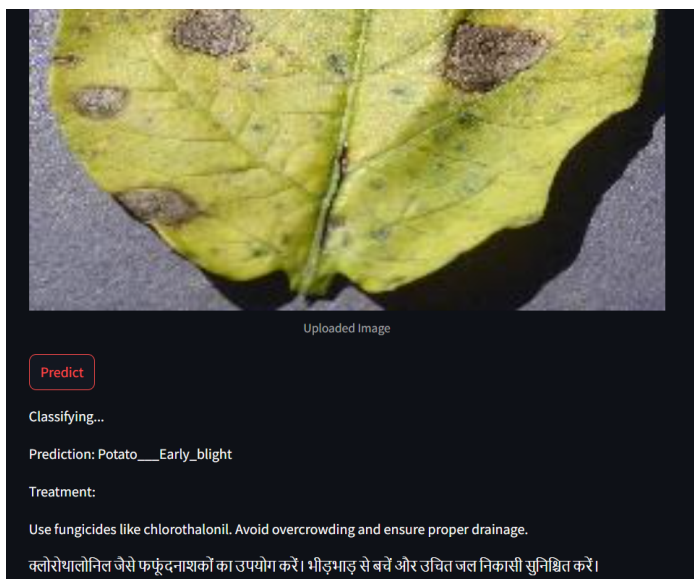 Uploaded Image
Predict
Classifying...
Prediction: Potato___Early_blight
Treatment:
Use fungicides like chlorothalonil. Avoid overcrowding and ensure proper drainage.
क्लोरोथालोनिल जैसे फफूंदनाशकों का उपयोग करें। भीड़भाड़ से बचें और उचित जल निकासी सुनिश्चित करें।